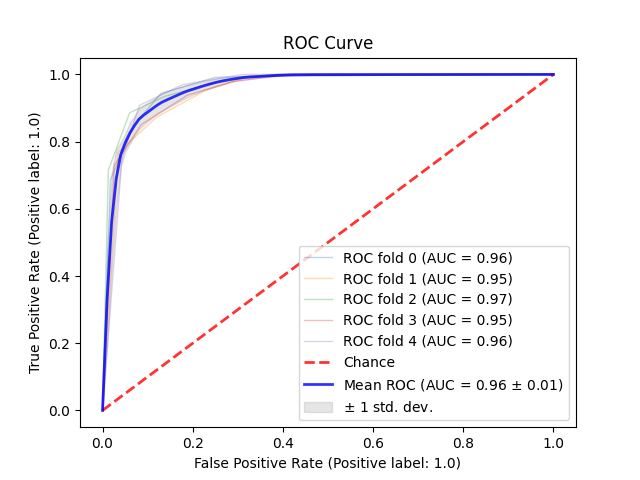 ROC Curve
True Positive Rate (Positive label: 1.0)
1.0
0.8
0.6
0.4
0.2
0.0
ROC fold 0 (AUC = 0.96)
ROC fold 1 (AUC = 0.95)
ROC fold 2 (AUC = 0.97)
ROC fold 3 (AUC = 0.95)
ROC fold 4 (AUC = 0.96)
Chance
Mean ROC (AUC = 0.96 ± 0.01)
± 1 std. dev.
0.0 0.2 0.4 0.6 0.8 1.0
False Positive Rate (Positive label: 1.0)